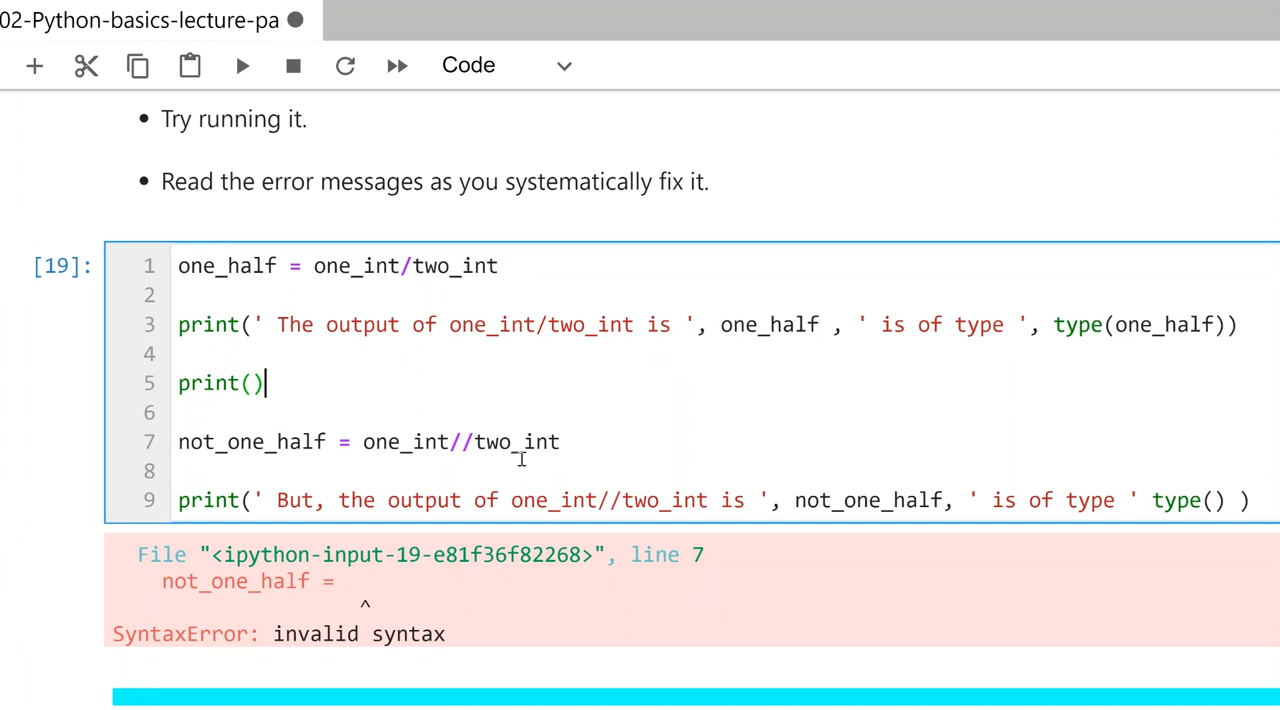 02-Python-basics-lecture-pa
Code
• Try running it.
• Read the error messages as you systematically fix it.
[19]:
1 one_half = one_int/two_int
2
3 print(' The output of one_int/two_int is ', one_half , ' is of type ', type(one_half))
4
5 print()
6
7 not_one_half = one_int//two_int
8
9 print(' But, the output of one_int//two_int is ', not_one_half, ' is of type ' type() )
File "<ipython-input-19-e81f36f82268>", line 7
not_one_half =
^
SyntaxError: invalid syntax